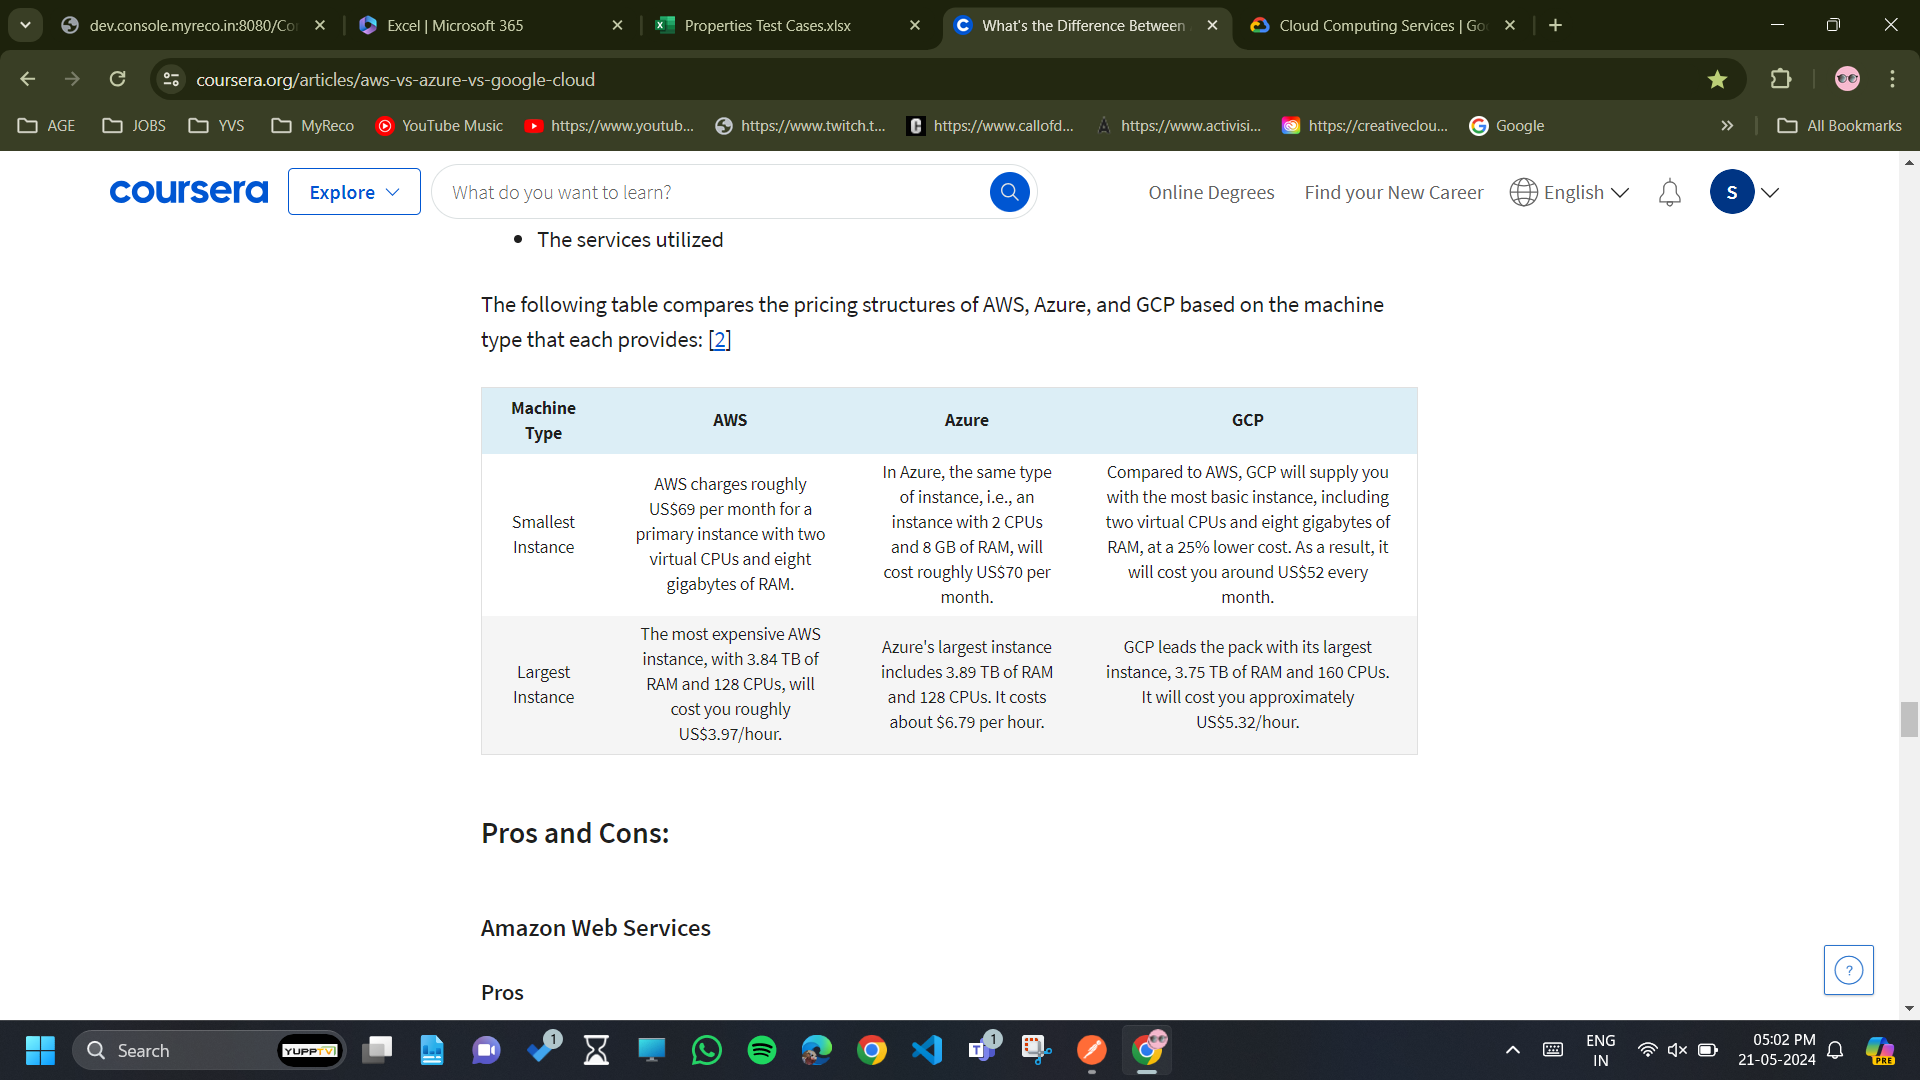 dev.console.myreco.in:8080/Co
Excel | Microsoft 365
Properties Test Cases.xlsx
What's the Difference Between
Cloud Computing Services | Go
coursera.org/articles/aws-vs-azure-vs-google-cloud
AGE
JOBS
YVS
MyReco
YouTube Music
https://www.youtub...
https://www.twitch.t...
https://www.callofd...
https://www.activisi...
https://creativeclou...
Google
All Bookmarks
coursera
Explore
What do you want to learn?
Online Degrees
Find your New Career
English
S
• The services utilized
The following table compares the pricing structures of AWS, Azure, and GCP based on the machine
type that each provides: [2]
Machine
Type
AWS
Azure
GCP
Smallest
Instance
AWS charges roughly
US$69 per month for a
primary instance with two
virtual CPUs and eight
gigabytes of RAM.
In Azure, the same type
of instance, i.e., an
instance with 2 CPUs
and 8 GB of RAM, will
cost roughly US$70 per
month.
Compared to AWS, GCP will supply you
with the most basic instance, including
two virtual CPUs and eight gigabytes of
RAM, at a 25% lower cost. As a result, it
will cost you around US$52 every
month.
Largest
Instance
The most expensive AWS
instance, with 3.84 TB of
RAM and 128 CPUs, will
cost you roughly
US$3.97/hour.
Azure's largest instance
includes 3.89 TB of RAM
and 128 CPUs. It costs
about $6.79 per hour.
GCP leads the pack with its largest
instance, 3.75 TB of RAM and 160 CPUs.
It will cost you approximately
US$5.32/hour.
Pros and Cons:
Amazon Web Services
Pros
?
Search
YUPPTV
1
1
ENG
IN
05:02 PM
21-05-2024
PRE